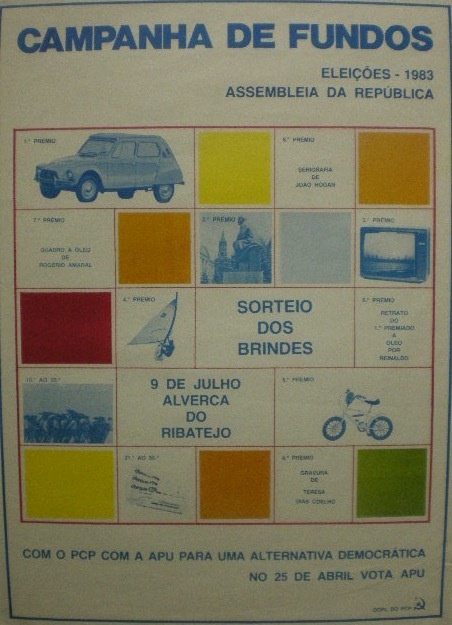 CAMPANHA DE FUNDOS
ELEIÇÕES - 1983
ASSEMBLEIA DA REPÚBLICA
1.º PRÉMIO
6.º PRÉMIO
SERIGRAFIA
DE
JOÃO HOGAN
7.º PRÉMIO
QUADRO A ÓLEO
DE
ROGÉRIO AMARAL
2.º PRÉMIO
3.º PRÉMIO
4.º PRÉMIO
SORTEIO
DOS
BRINDES
PRÉMIO
RETRATO
DO
1.º PREMIADO
A
ÓLEO
POR
REINALDO
9 DE JULHO
ALVERCA
DO
RIBATEJO
5.º PRÉMIO
PRÉMIO
GRAVURA
DE
TERESA
DIAS COELHO
COM O PCP COM A APU PARA UMA ALTERNATIVA DEMOCRÁTICA
NO 25 DE ABRIL VOTA APU
DO PCP